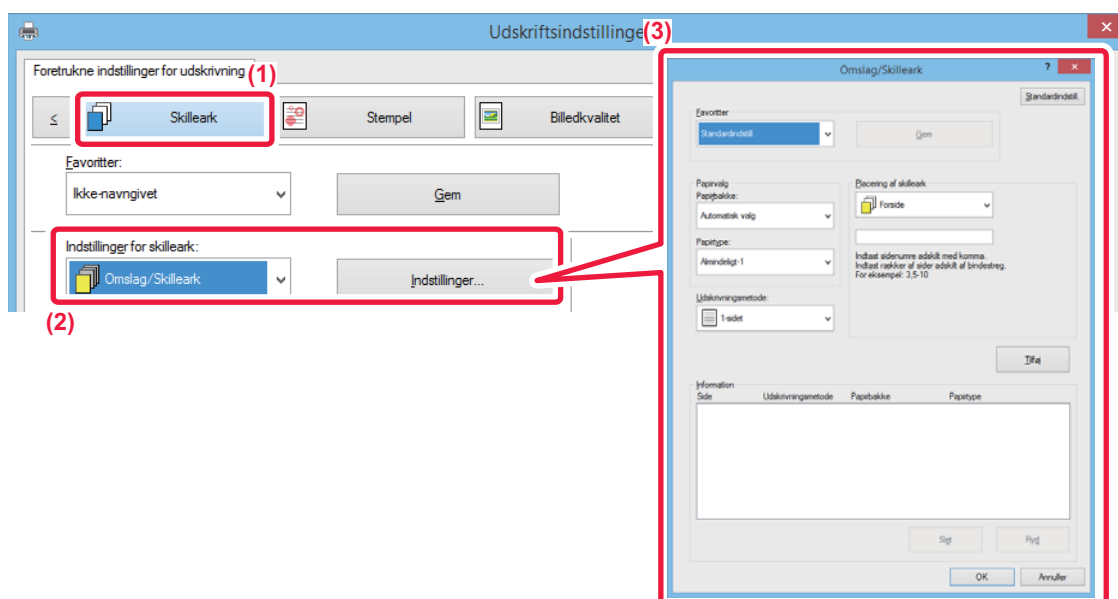 Udskriftsindstillinge
(3)
Foretrukne indstillinger for udskrivning
(1)
≤
Skilleark
Stempel
Billedkvalitet
Favoritter:
Ikke-navngivet
Gem
Indstillinger for skilleark:
Omslag/Skilleark
Indstillinger...
(2)
Omslag/Skilleark
?
Standardindstill.
Favoritter
Standardindstill.
Gem
Papirvalg
Papirbakke:
Automatisk valg
Papirtype:
Almindeligt-1
Udskrivningsmetode:
1-sidet
Placering af skilleark
Forside
Indtast sidenumre adskilt med komma.
Indtast rækker af sider adskilt af bindestreg.
For eksempel: 3,5-10
Tilføj
Information
Side Udskrivningsmetode Papirbakke Papirtype
Slet
Ryd
OK
Annuller